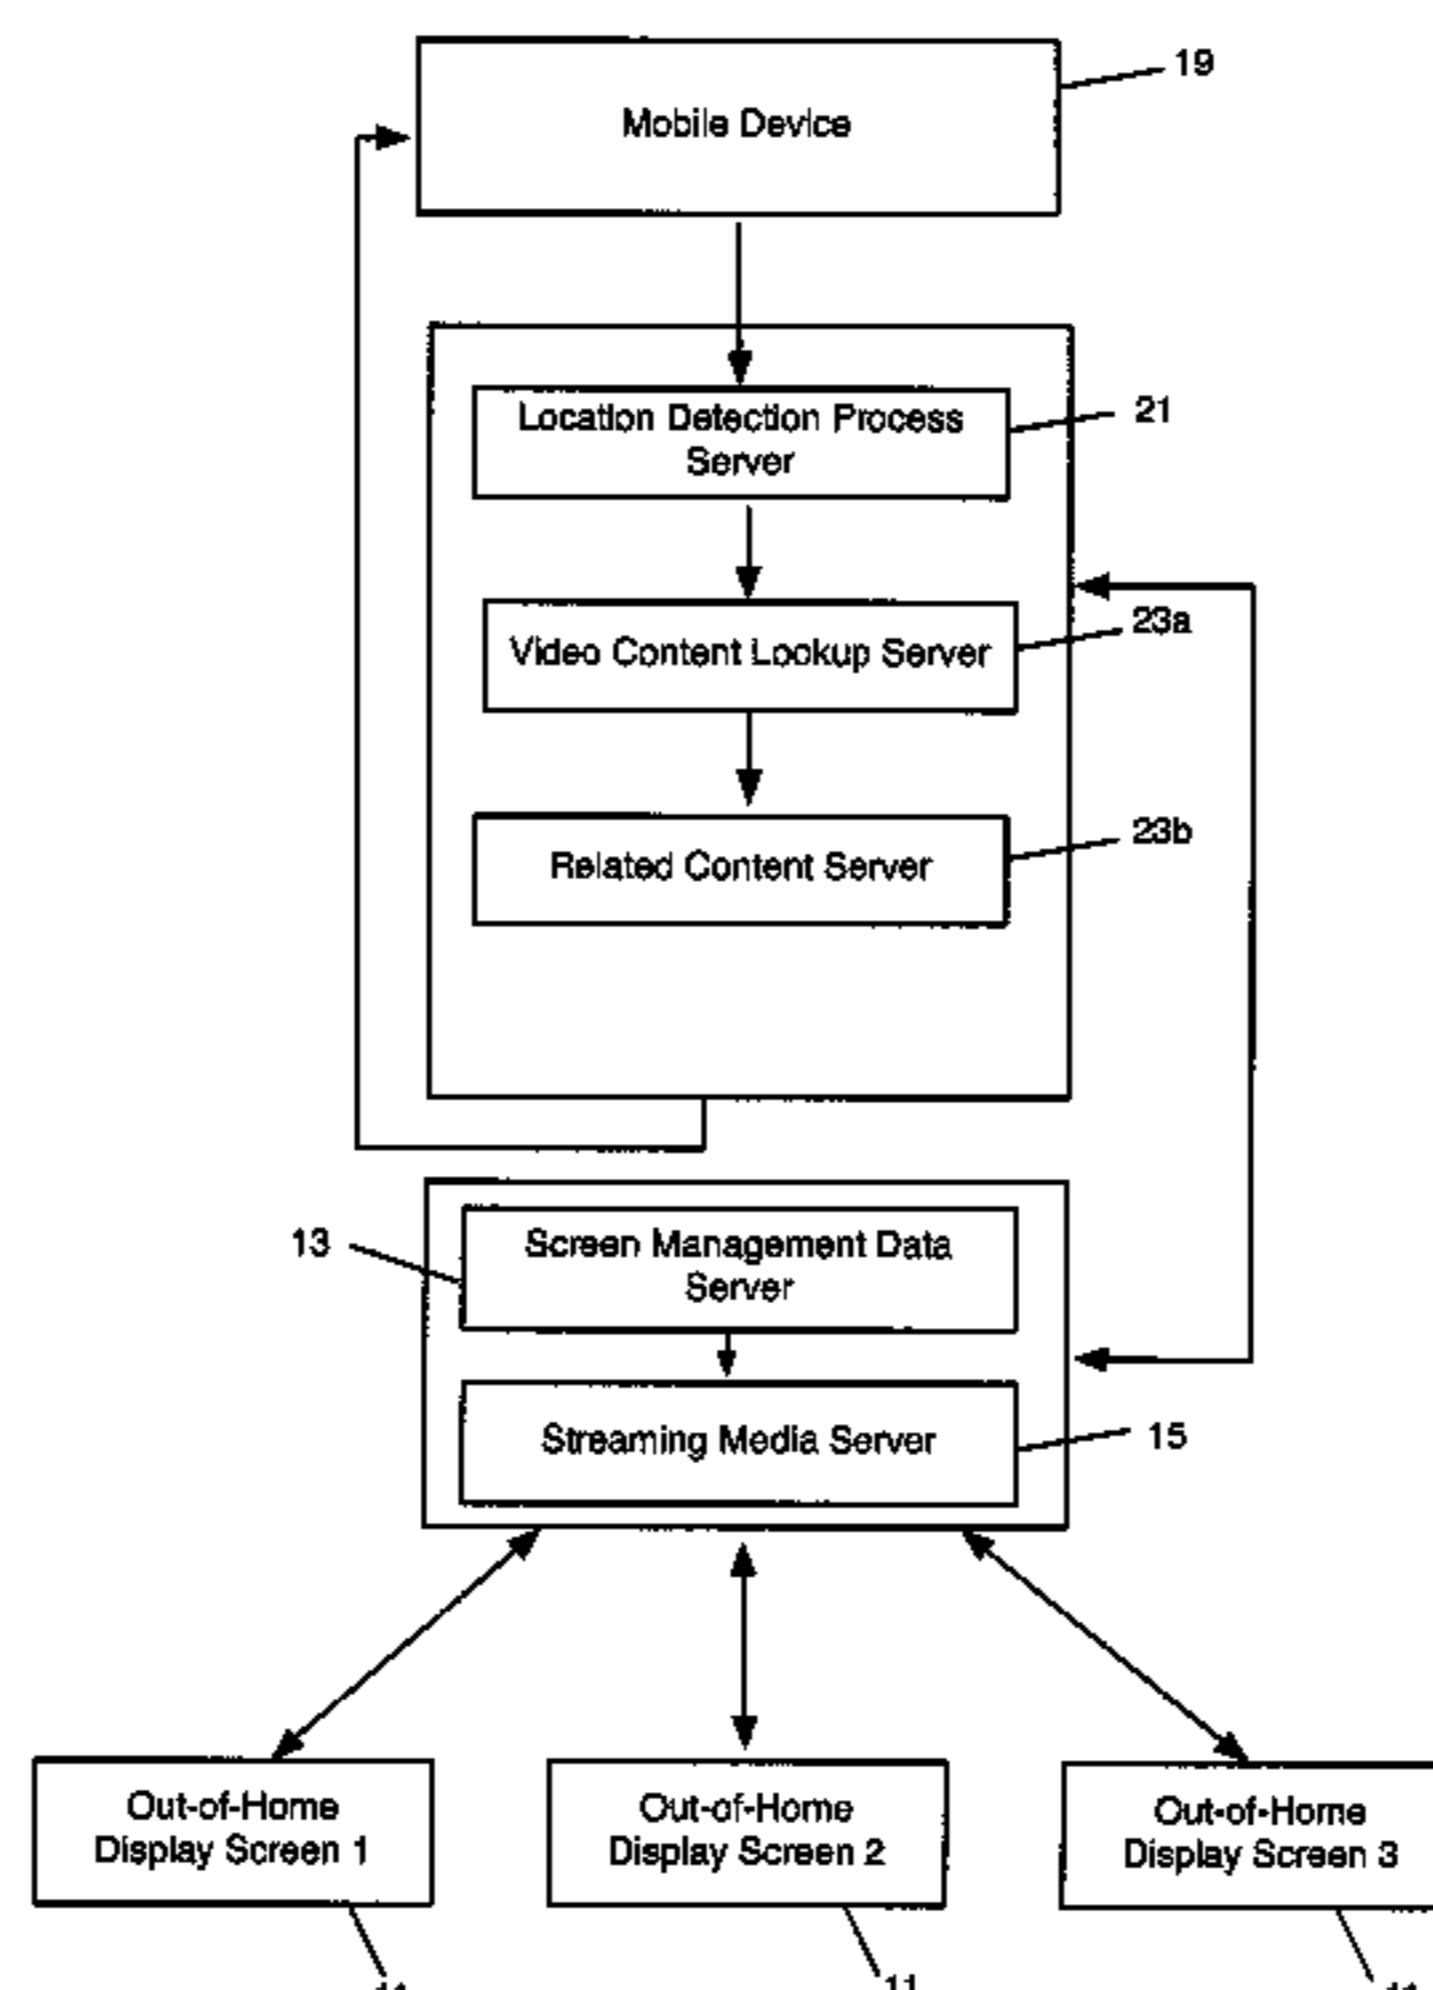 19
Mobile Device
Location Detection Process
Server
21
23a
Video Content Lookup Server
23b
Related Content Server
13
Screen Management Data
Server
Streaming Media Server
15
Out-of-Home
Display Screen 1
Out-of-Home
Display Screen 2
Out-of-Home
Display Screen 3
11